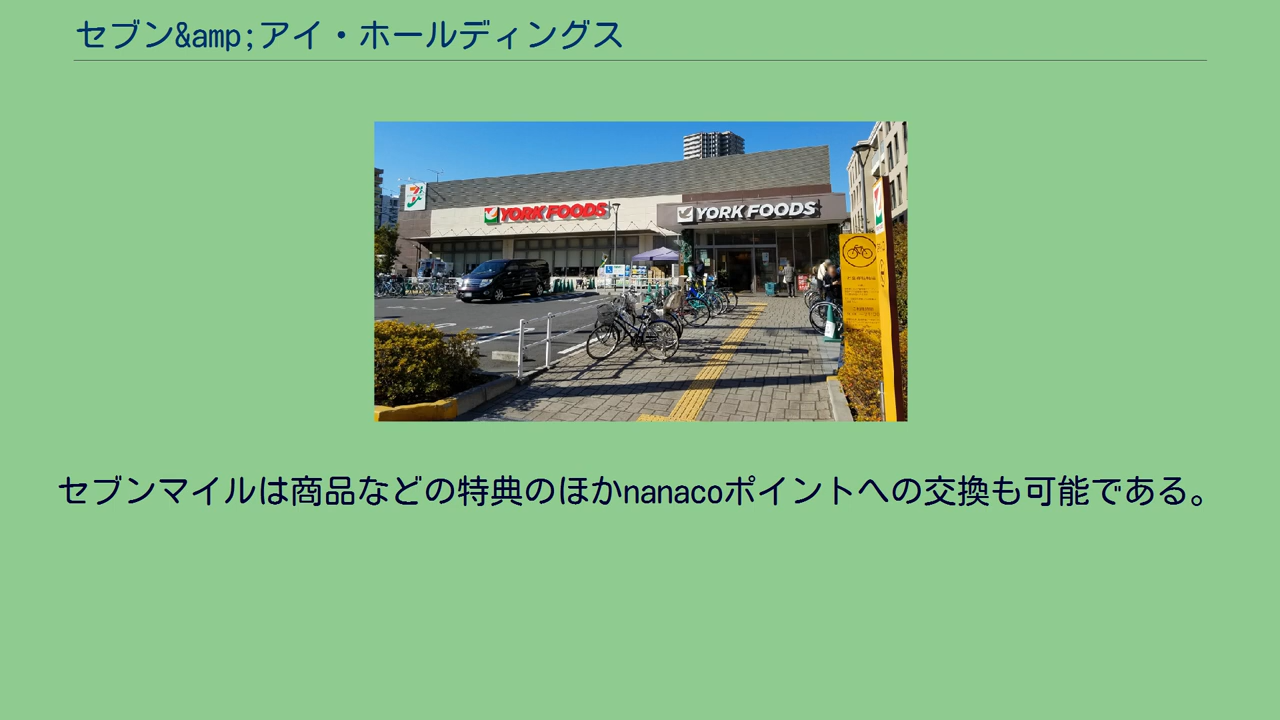 セブン&amp;アイ・ホールディングス
YORK FOODS
YORK FOODS
セブンマイルは商品などの特典のほかnanacoポイントへの交換も可能である。